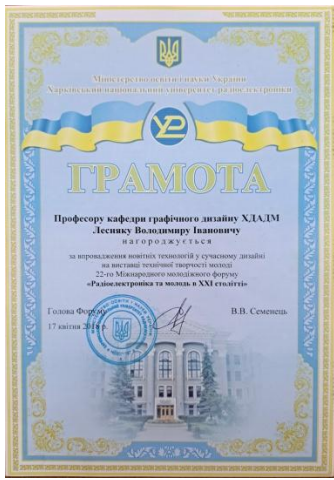 Міністерство освіти і науки України
Харківський національний університет радіоелектроніки
ГРАМОТА
Професору кафедри графічного дизайну ХДАДМ
Лесняку Володимиру Івановичу
нагороджується
за впровадження новітніх технологій у сучасному дизайні
на виставці технічної творчості молоді
22-го Міжнародного молодіжного форуму
«Радіоелектроніка та молодь в XXI столітті»
Голова Форуму В.В. Семенець
17 квітня р.